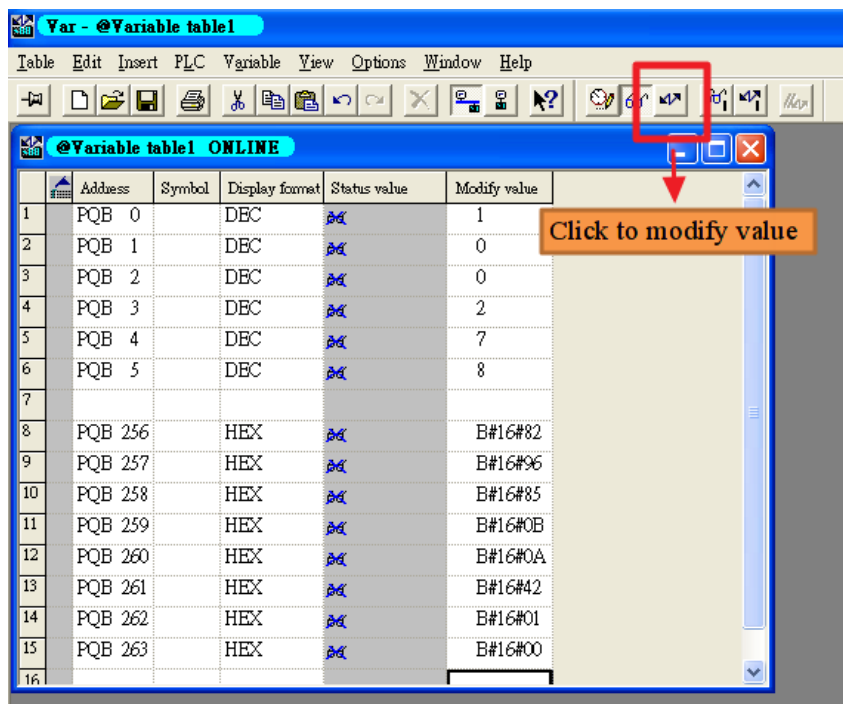 Var - @Variable table1
Table Edit Insert PLC Variable View Options Window Help
@Variable table1 ONLINE
Address Symbol Display format Status value Modify value
1 PQB 0 DEC 1
Click to modify value
2 PQB 1 DEC 0
3 PQB 2 DEC 0
4 PQB 3 DEC 2
5 PQB 4 DEC 7
6 PQB 5 DEC 8
7
8 PQB 256 HEX B#16#82
9 PQB 257 HEX B#16#96
10 PQB 258 HEX B#16#85
11 PQB 259 HEX B#16#0B
12 PQB 260 HEX B#16#0A
13 PQB 261 HEX B#16#42
14 PQB 262 HEX B#16#01
15 PQB 263 HEX B#16#00
16